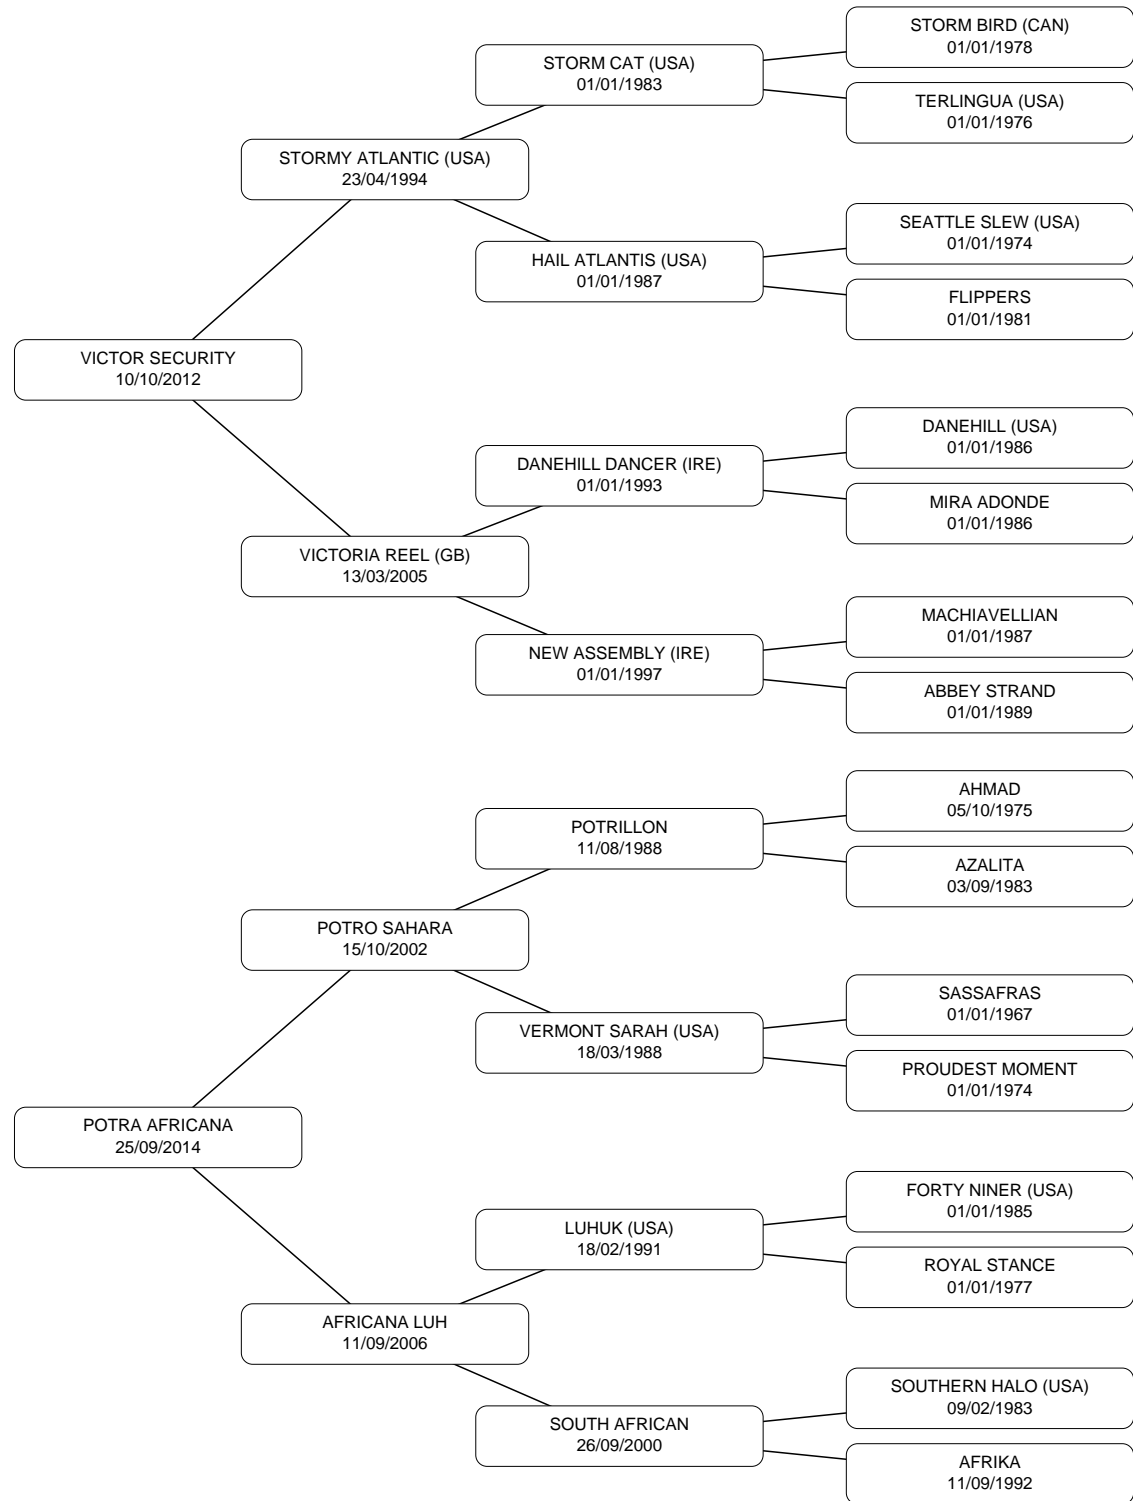 STORM BIRD (CAN)
01/01/1978
STORM CAT (USA)
01/01/1983
TERLINGUA (USA)
01/01/1976
STORMY ATLANTIC (USA)
23/04/1994
SEATTLE SLEW (USA)
01/01/1974
HAIL ATLANTIS (USA)
01/01/1987
FLIPPERS
01/01/1981
VICTOR SECURITY
10/10/2012
DANEHILL (USA)
01/01/1986
DANEHILL DANCER (IRE)
01/01/1993
MIRA ADONDE
01/01/1986
VICTORIA REEL (GB)
13/03/2005
MACHIAVELLIAN
01/01/1987
NEW ASSEMBLY (IRE)
01/01/1997
ABBEY STRAND
01/01/1989
AHMAD
05/10/1975
POTRILLON
11/08/1988
AZALITA
03/09/1983
POTRO SAHARA
15/10/2002
SASSAFRAS
01/01/1967
VERMONT SARAH (USA)
18/03/1988
PROUDEST MOMENT
01/01/1974
POTRA AFRICANA
25/09/2014
FORTY NINER (USA)
01/01/1985
LUHUK (USA)
18/02/1991
ROYAL STANCE
01/01/1977
AFRICANA LUH
11/09/2006
SOUTHERN HALO (USA)
09/02/1983
SOUTH AFRICAN
26/09/2000
AFRIKA
11/09/1992